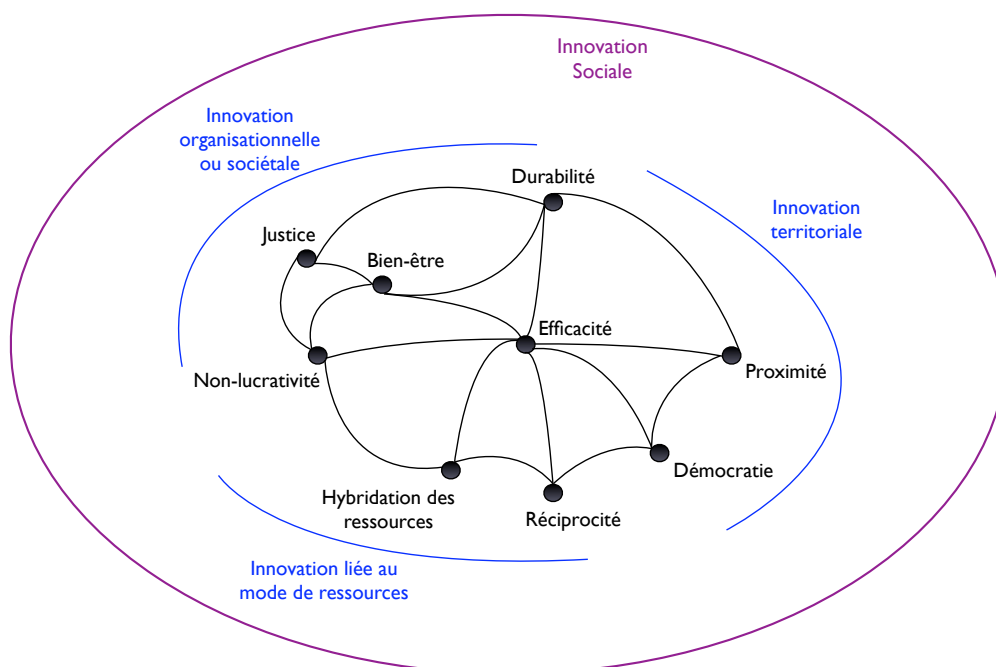 Innovation
Sociale
Innovation
organisationnelle
ou sociétale
Durabilité
Innovation
territoriale
Justice
Bien-être
Efficacité
Non-lucrativité
Proximité
Démocratie
Hybridation des
ressources
Réciprocité
Innovation liée au
mode de ressources